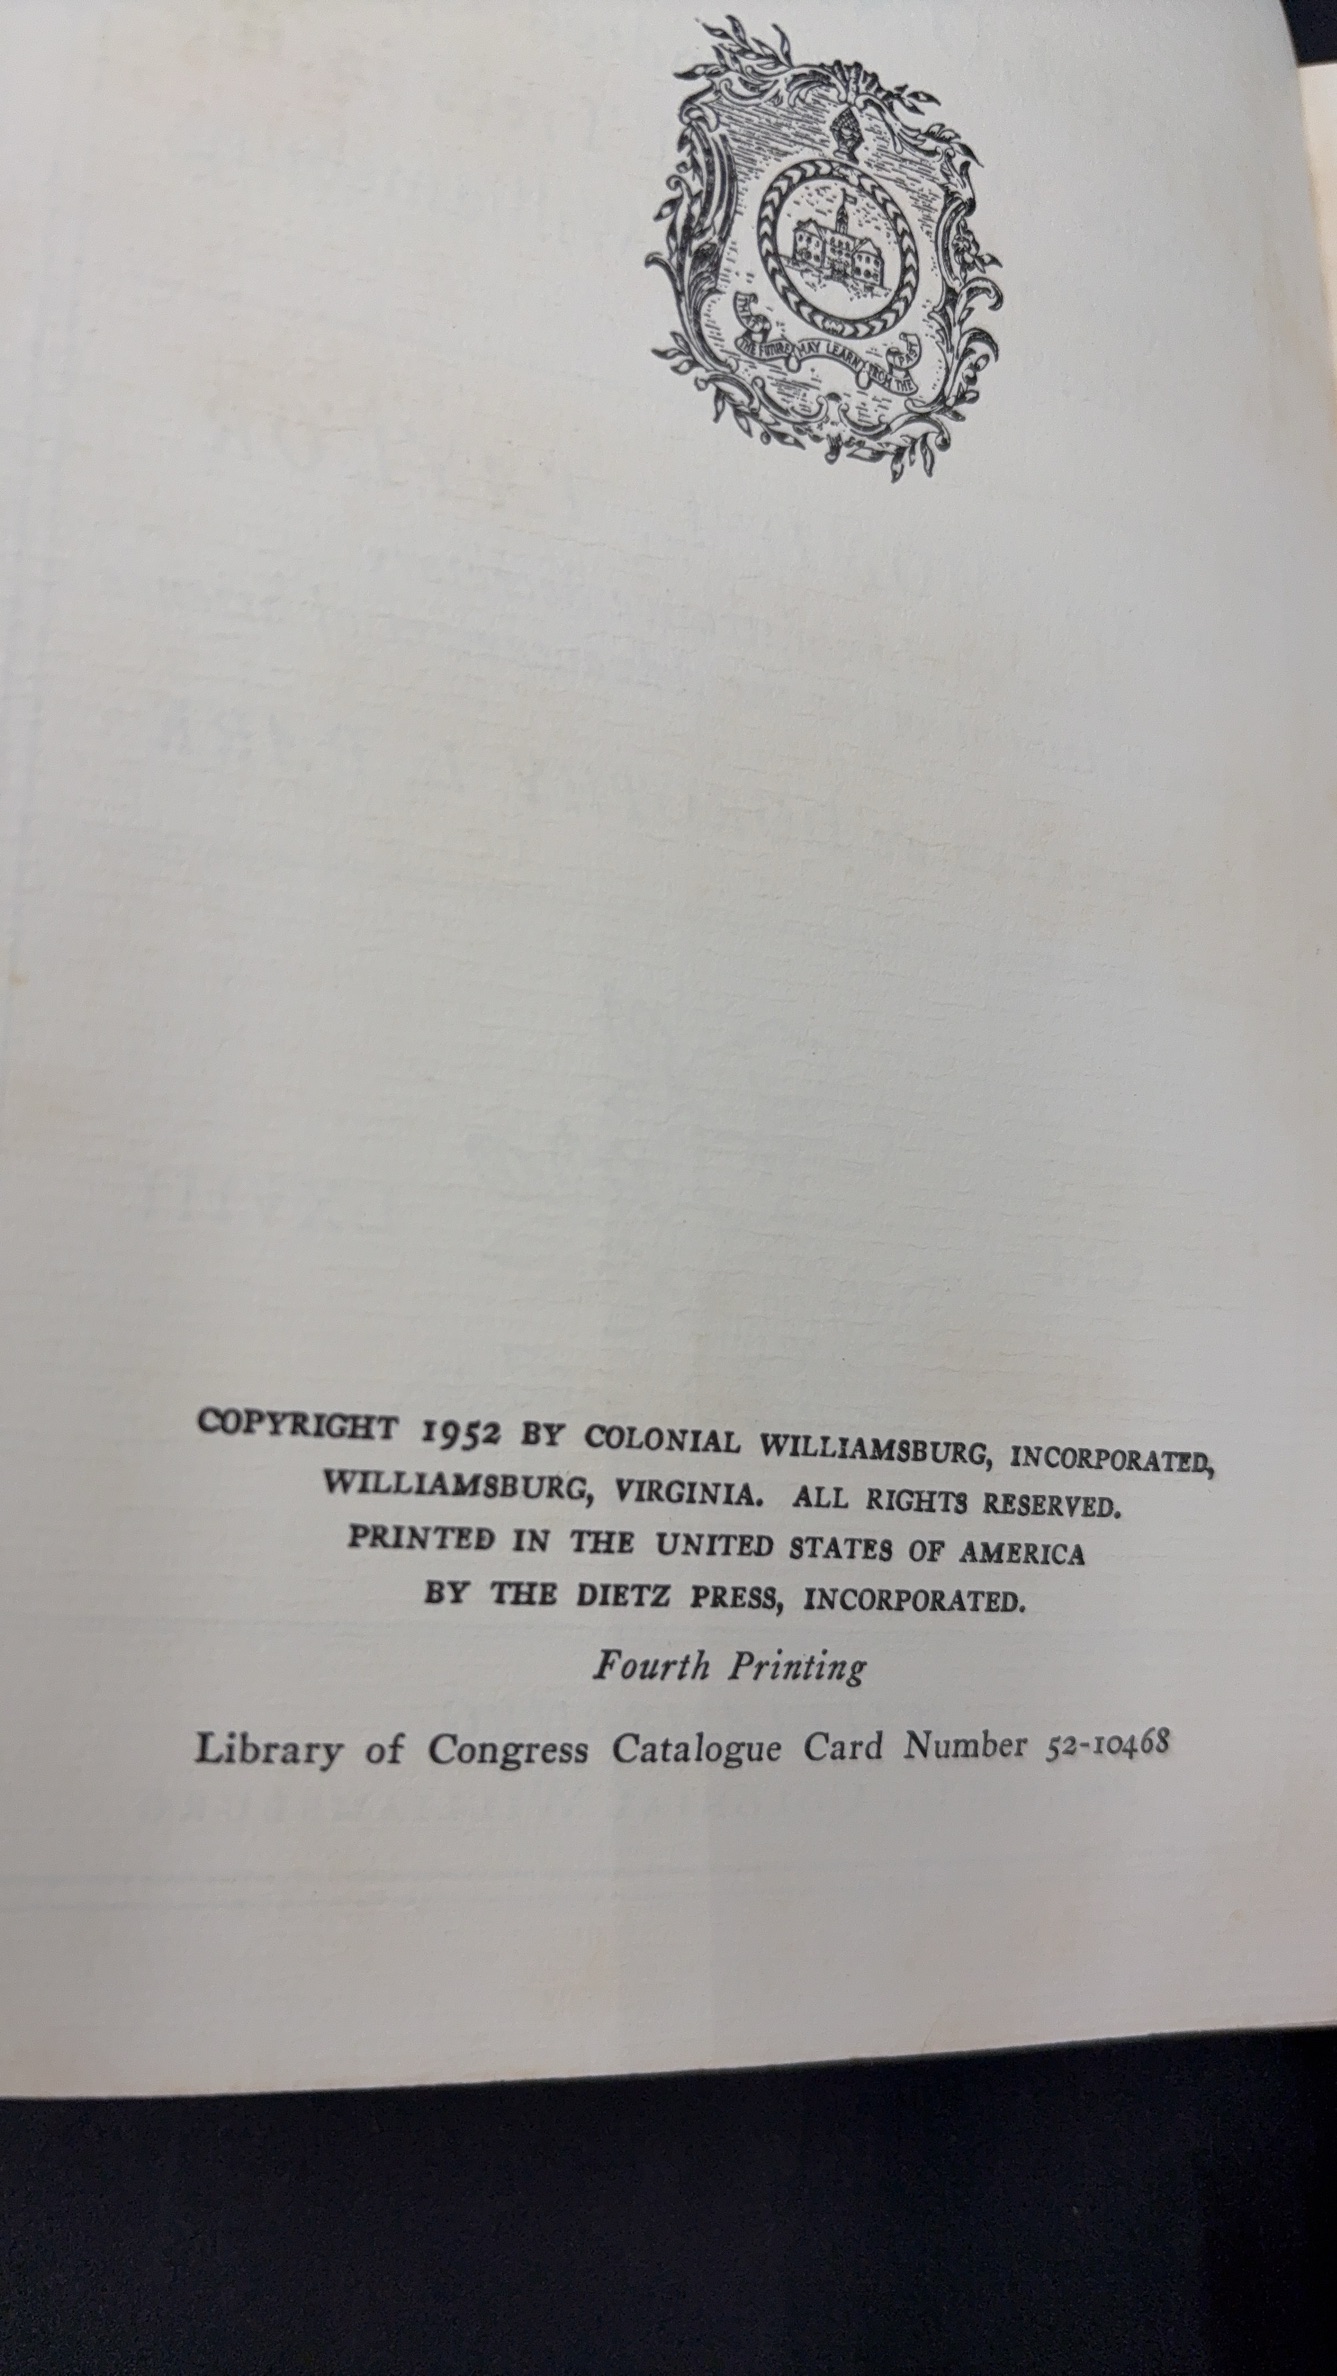 THAT
THE FUTURE MAY LEARN FROM THE
PAST
COPYRIGHT 1952 BY COLONIAL WILLIAMSBURG, INCORPORATED,
WILLIAMSBURG, VIRGINIA. ALL RIGHTS RESERVED.
PRINTED IN THE UNITED STATES OF AMERICA
BY THE DIETZ PRESS, INCORPORATED.
Fourth Printing
Library of Congress Catalogue Card Number 52-10468